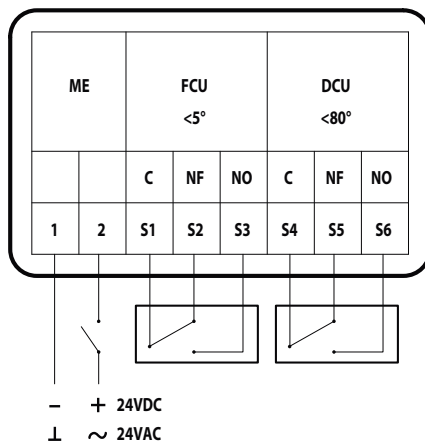 ME FCU DCU
<5° <80°
C NF NO C NF NO
1 2 S1 S2 S3 S4 S5 S6
− + 24VDC
⊥ ~ 24VAC